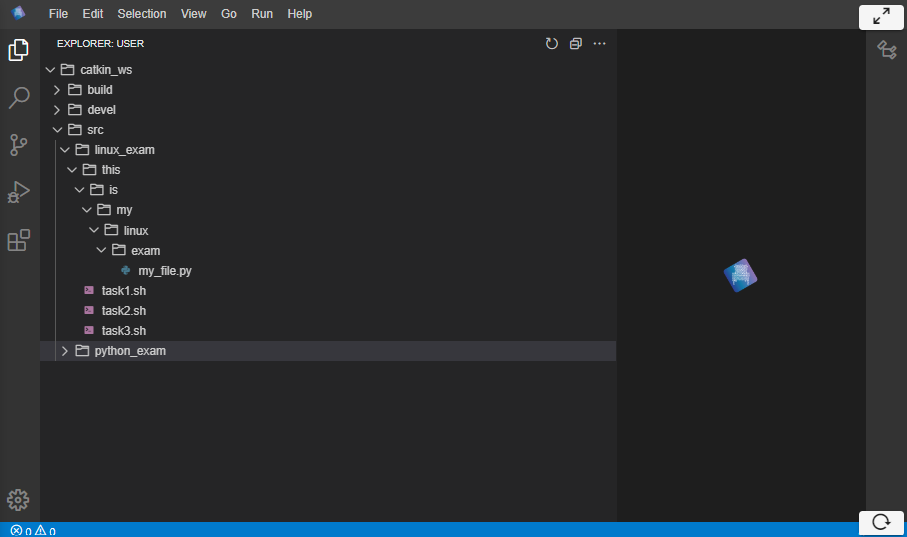 File Edit Selection View Go Run Help
EXPLORER: USER
catkin_ws
build
devel
src
linux_exam
this
is
my
linux
exam
my_file.py
task1.sh
task2.sh
task3.sh
python_exam
0 0